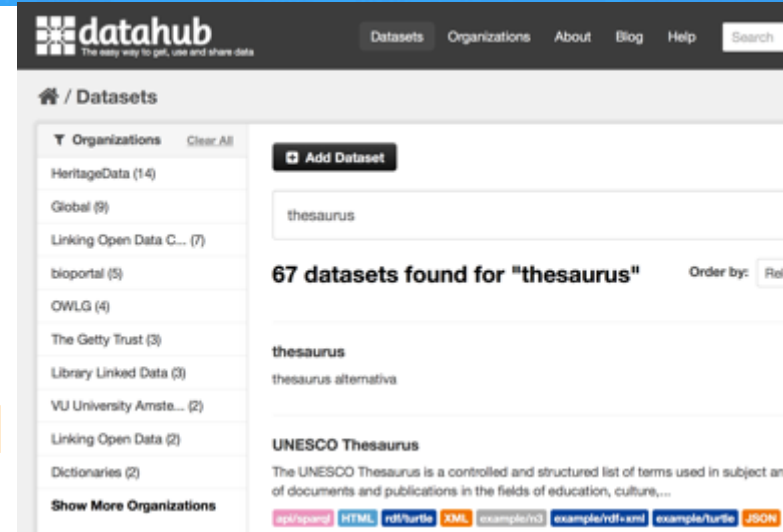 datahub
The easy way to get, use and share data
Datasets Organizations About Blog Help Search
/ Datasets
Organizations Clear All
HeritageData (14)
Global (9)
Linking Open Data C... (7)
bioportal (5)
OWLG (4)
The Getty Trust (3)
Library Linked Data (3)
VU University Amste... (2)
Linking Open Data (2)
Dictionaries (2)
Show More Organizations
Add Dataset
thesaurus
67 datasets found for "thesaurus" Order by: Rel
thesaurus
thesaurus alternativa
UNESCO Thesaurus
The UNESCO Thesaurus is a controlled and structured list of terms used in subject an
of documents and publications in the fields of education, culture,...
api/sparql HTML rdf/turtle XML example/n3 example/rdf+xml example/turtle JSON